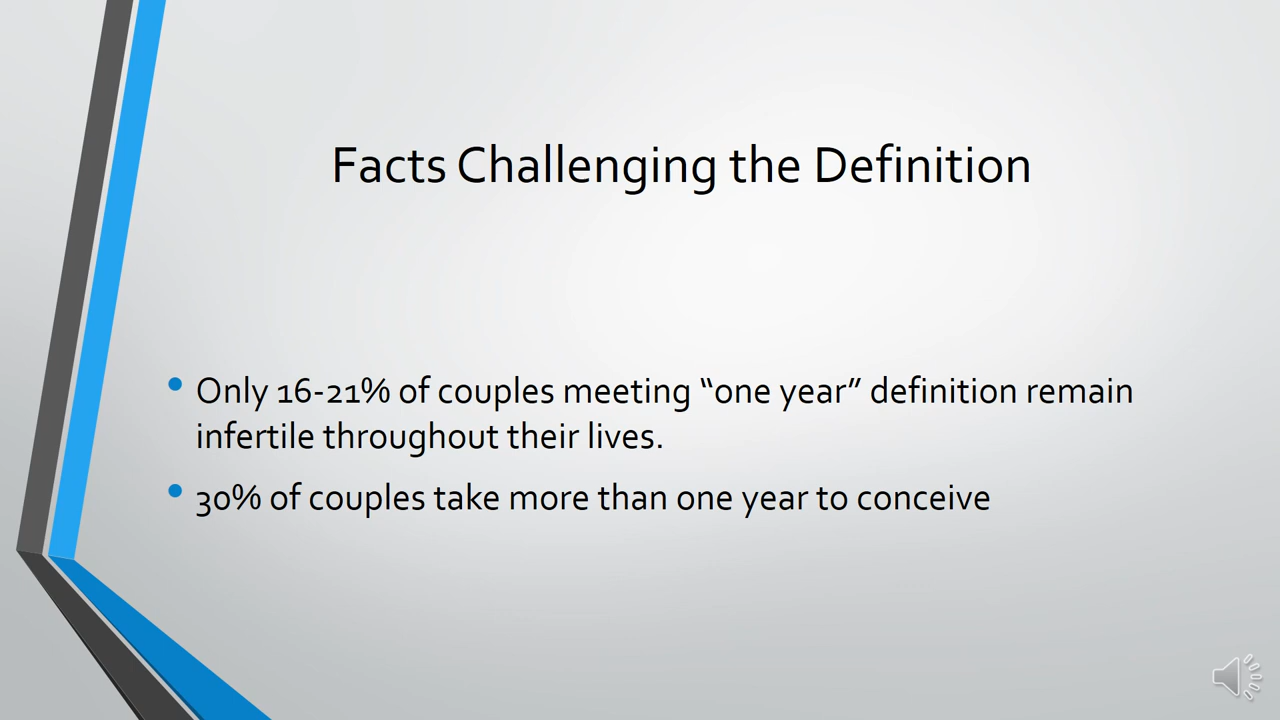 Facts Challenging the Definition
• Only 16-21% of couples meeting “one year” definition remain
infertile throughout their lives.
• 30% of couples take more than one year to conceive